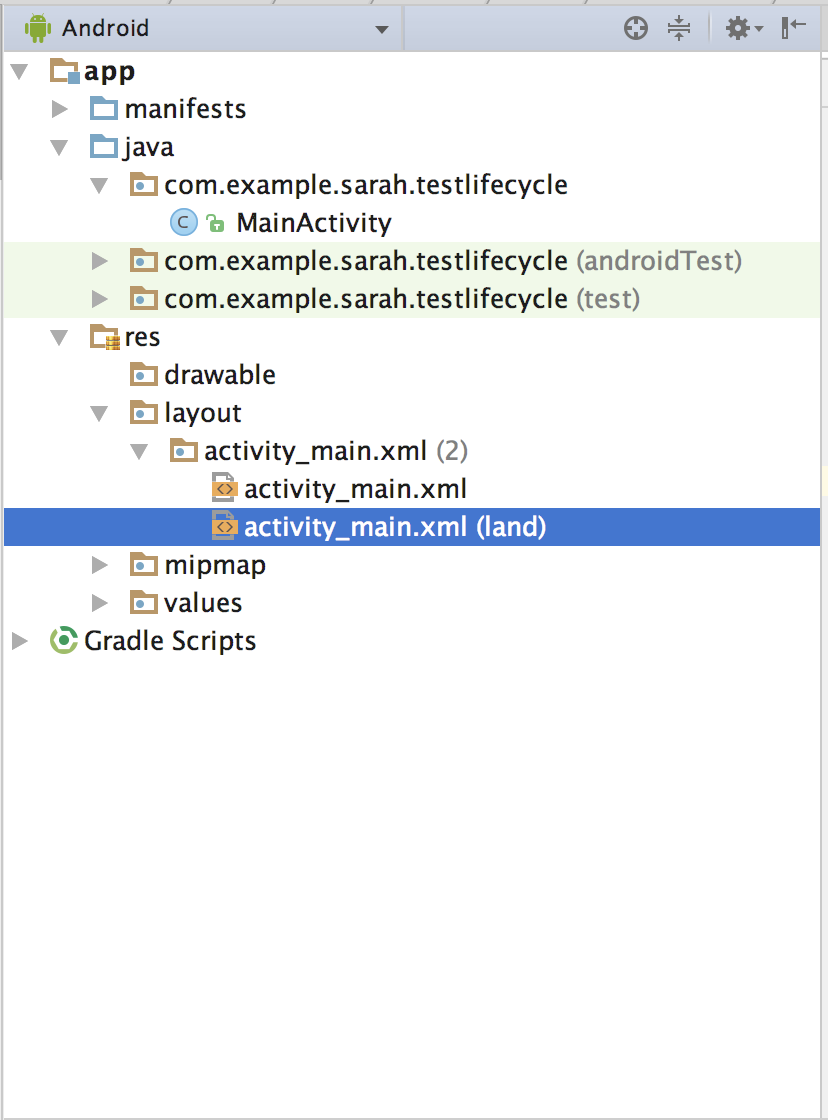 Android
app
manifests
java
com.example.sarah.testlifecycle
C MainActivity
com.example.sarah.testlifecycle (androidTest)
com.example.sarah.testlifecycle (test)
res
drawable
layout
activity_main.xml (2)
activity_main.xml
activity_main.xml (land)
mipmap
values
Gradle Scripts